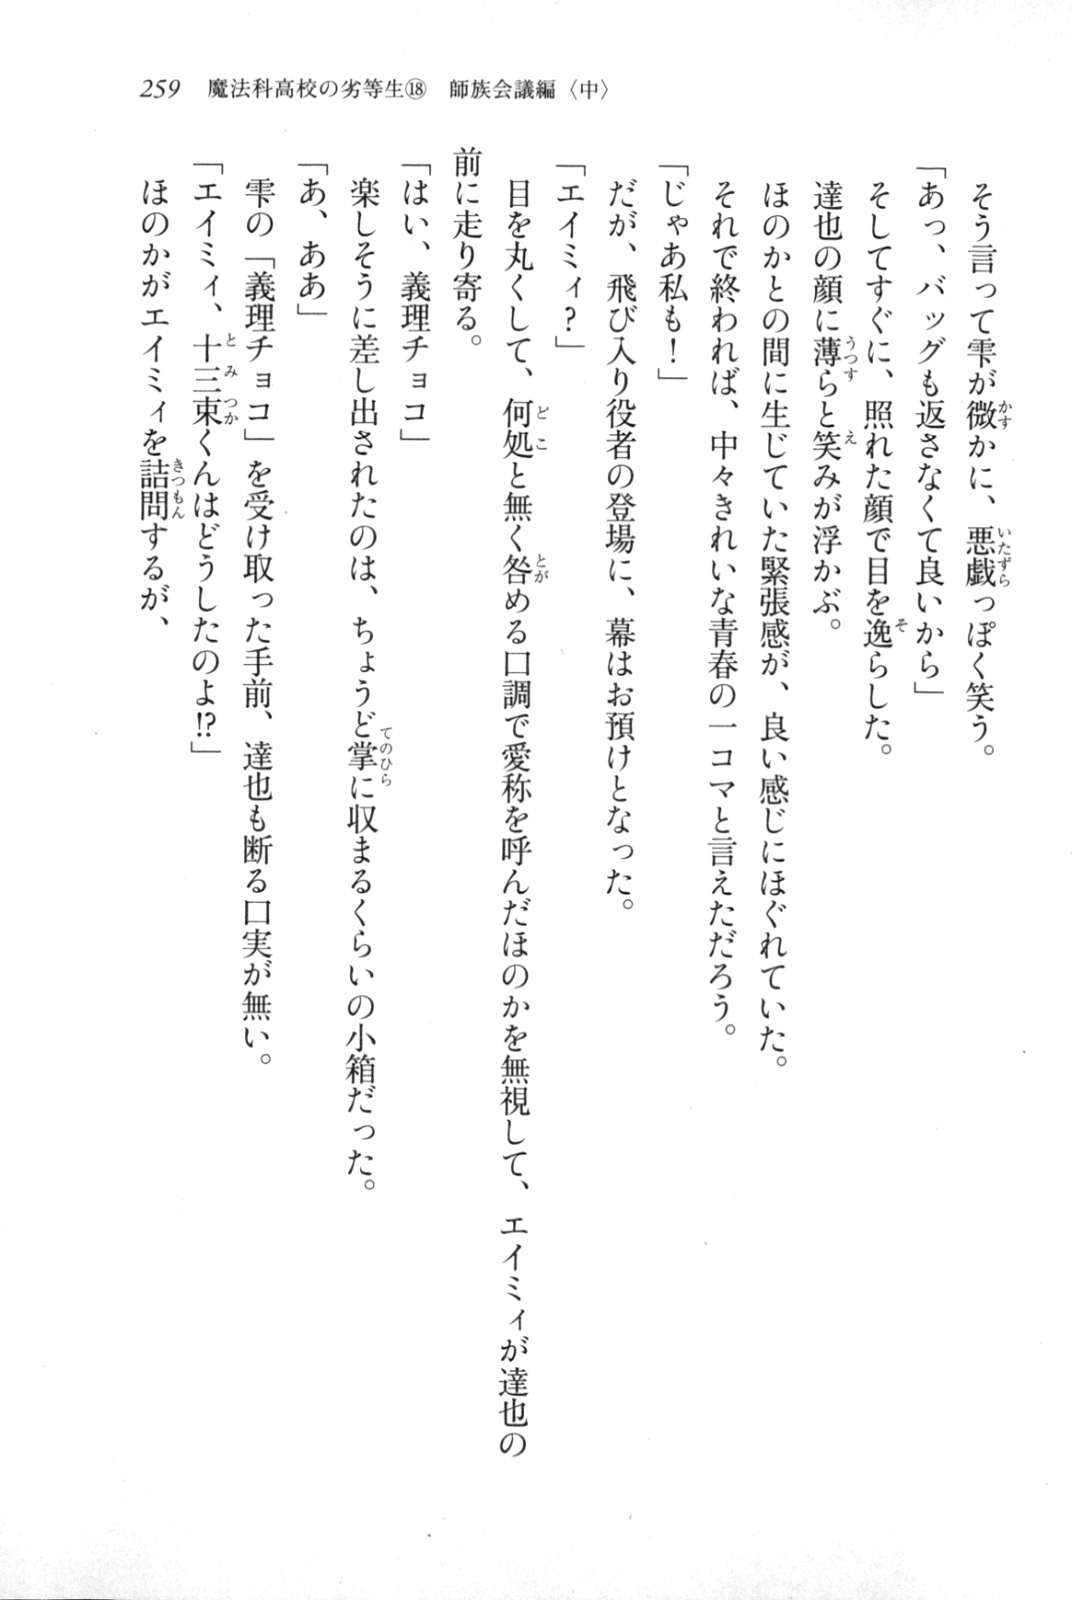 259 魔法科高校の劣等生⑱ 師族会議編〈中〉
そう言って雫が微かに、悪戯っぽく笑う。
「あっ、バッグも返さなくて良いから」
そしてすぐに、照れた顔で目を逸らした。
達也の顔に薄らと笑みが浮かぶ。
ほのかとの間に生じていた緊張感が、良い感じにほぐれていた。
それで終われば、中々きれいな青春の一コマと言えただろう。
「じゃあ私も！」
だが、飛び入り役者の登場に、幕はお預けとなった。
「エイミィ？」
目を丸くして、何処と無く咎める口調で愛称を呼んだほのかを無視して、エイミィが達也の
前に走り寄る。
「はい、義理チョコ」
楽しそうに差し出されたのは、ちょうど掌に収まるくらいの小箱だった。
「あ、ああ」
雫の「義理チョコ」を受け取った手前、達也も断る口実が無い。
「エイミィ、十三束くんはどうしたのよ!?」
ほのかがエイミィを詰問するが、